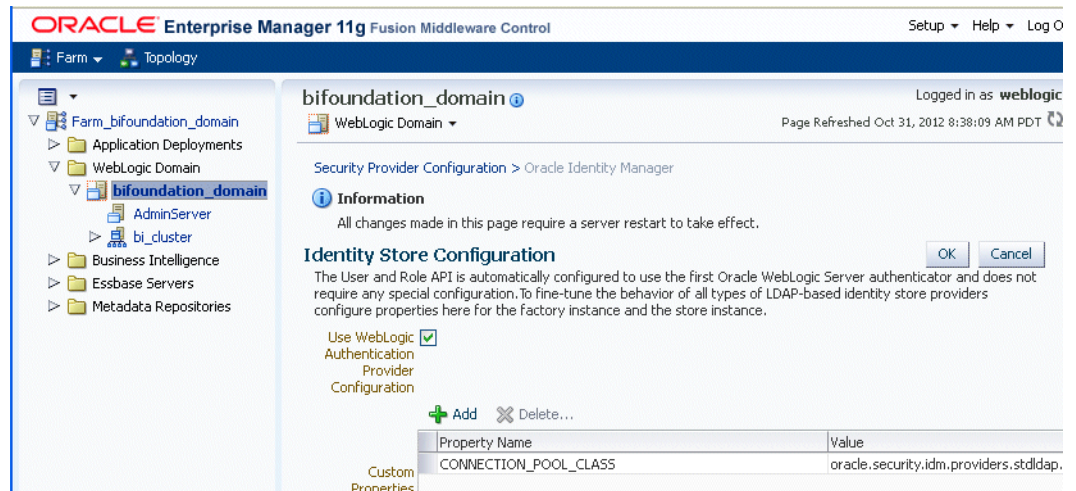 ORACLE Enterprise Manager 11g Fusion Middleware Control
Setup Help Log O
Farm Topology
Farm_bifoundation_domain
Application Deployments
WebLogic Domain
bifoundation_domain
AdminServer
bi_cluster
Business Intelligence
Essbase Servers
Metadata Repositories
bifoundation_domain
Logged in as weblogic
WebLogic Domain
Page Refreshed Oct 31, 2012 8:38:09 AM PDT
Security Provider Configuration > Oracle Identity Manager
Information
All changes made in this page require a server restart to take effect.
Identity Store Configuration
OK Cancel
The User and Role API is automatically configured to use the first Oracle WebLogic Server authenticator and does not
require any special configuration.To fine-tune the behavior of all types of LDAP-based identity store providers
configure properties here for the factory instance and the store instance.
Use WebLogic
Authentication
Provider
Configuration
Add Delete...
Property Name Value
CONNECTION_POOL_CLASS oracle.security.idm.providers.stdldap.
Custom
Properties